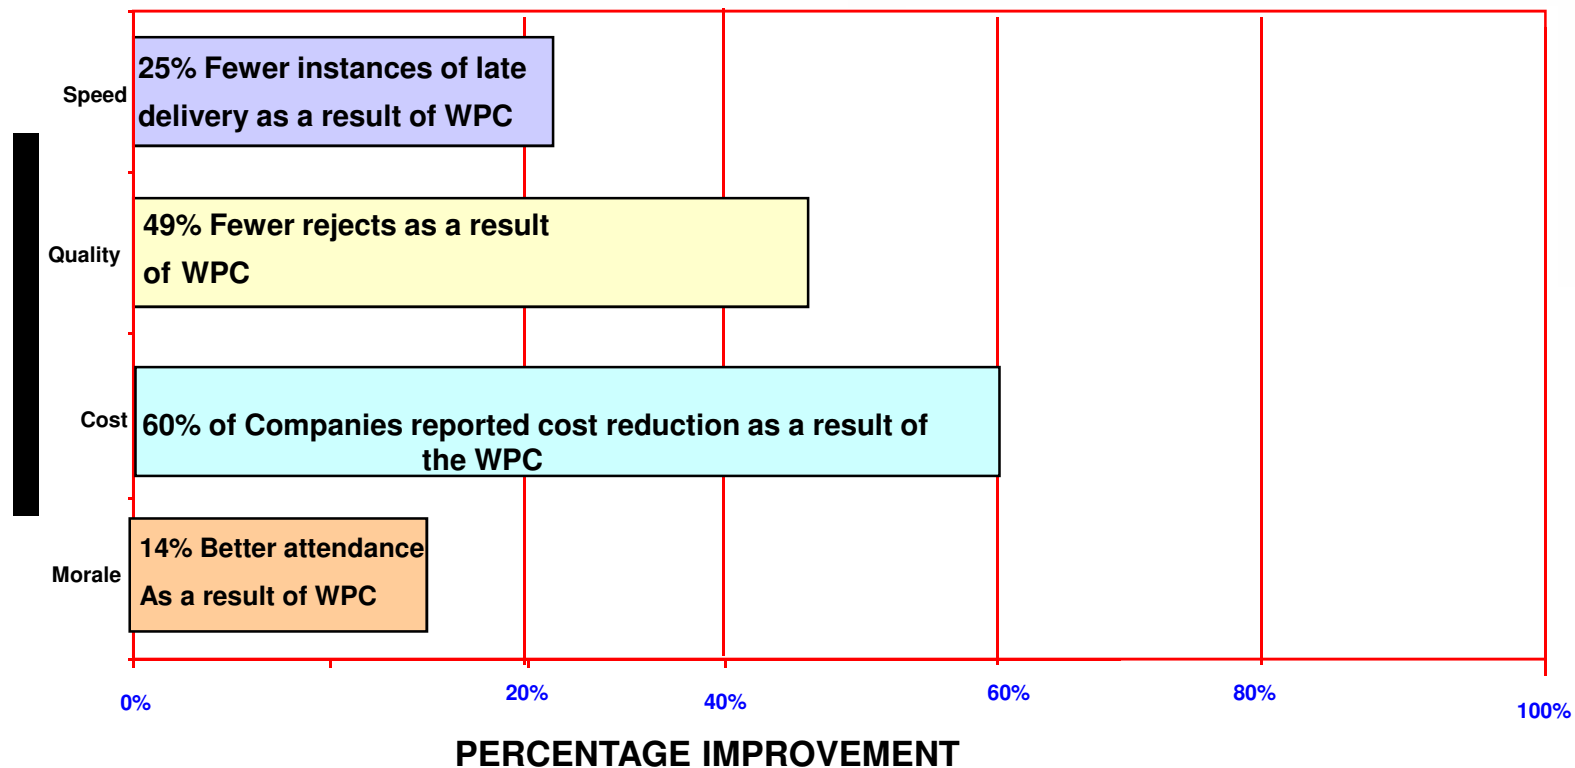 Speed
25% Fewer instances of late
delivery as a result of WPC
Quality
49% Fewer rejects as a result
of WPC
Cost
60% of Companies reported cost reduction as a result of
the WPC
Morale
14% Better attendance
As a result of WPC
0%
20%
40%
60%
80%
100%
PERCENTAGE IMPROVEMENT